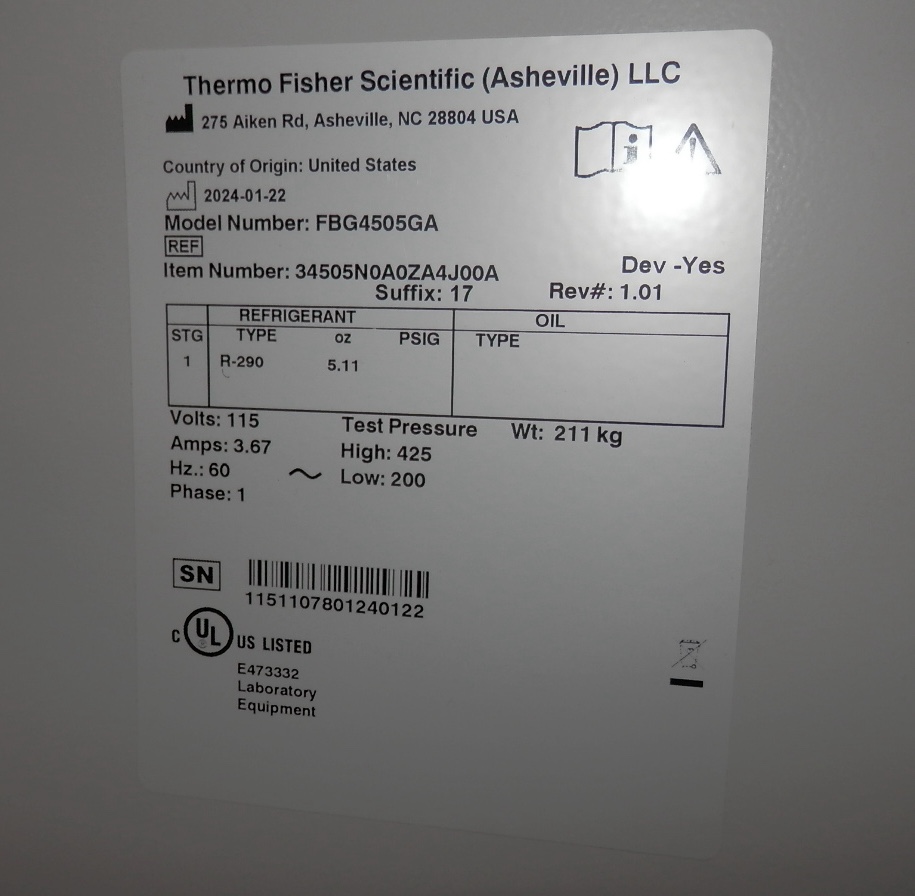 Thermo Fisher Scientific (Asheville) LLC
275 Aiken Rd, Asheville, NC 28804 USA
i
Country of Origin: United States
2024-01-22
Model Number: FBG4505GA
REF
Item Number: 34505N0A0ZA4J00A
Dev -Yes
Suffix: 17 Rev#: 1.01
REFRIGERANT OIL
STG TYPE oz PSIG TYPE
1 R-290 5.11
Volts: 115 Test Pressure Wt: 211 kg
Amps: 3.67 High: 425
Hz.: 60 ~ Low: 200
Phase: 1
SN
1151107801240122
C UL US LISTED
E473332
Laboratory
Equipment